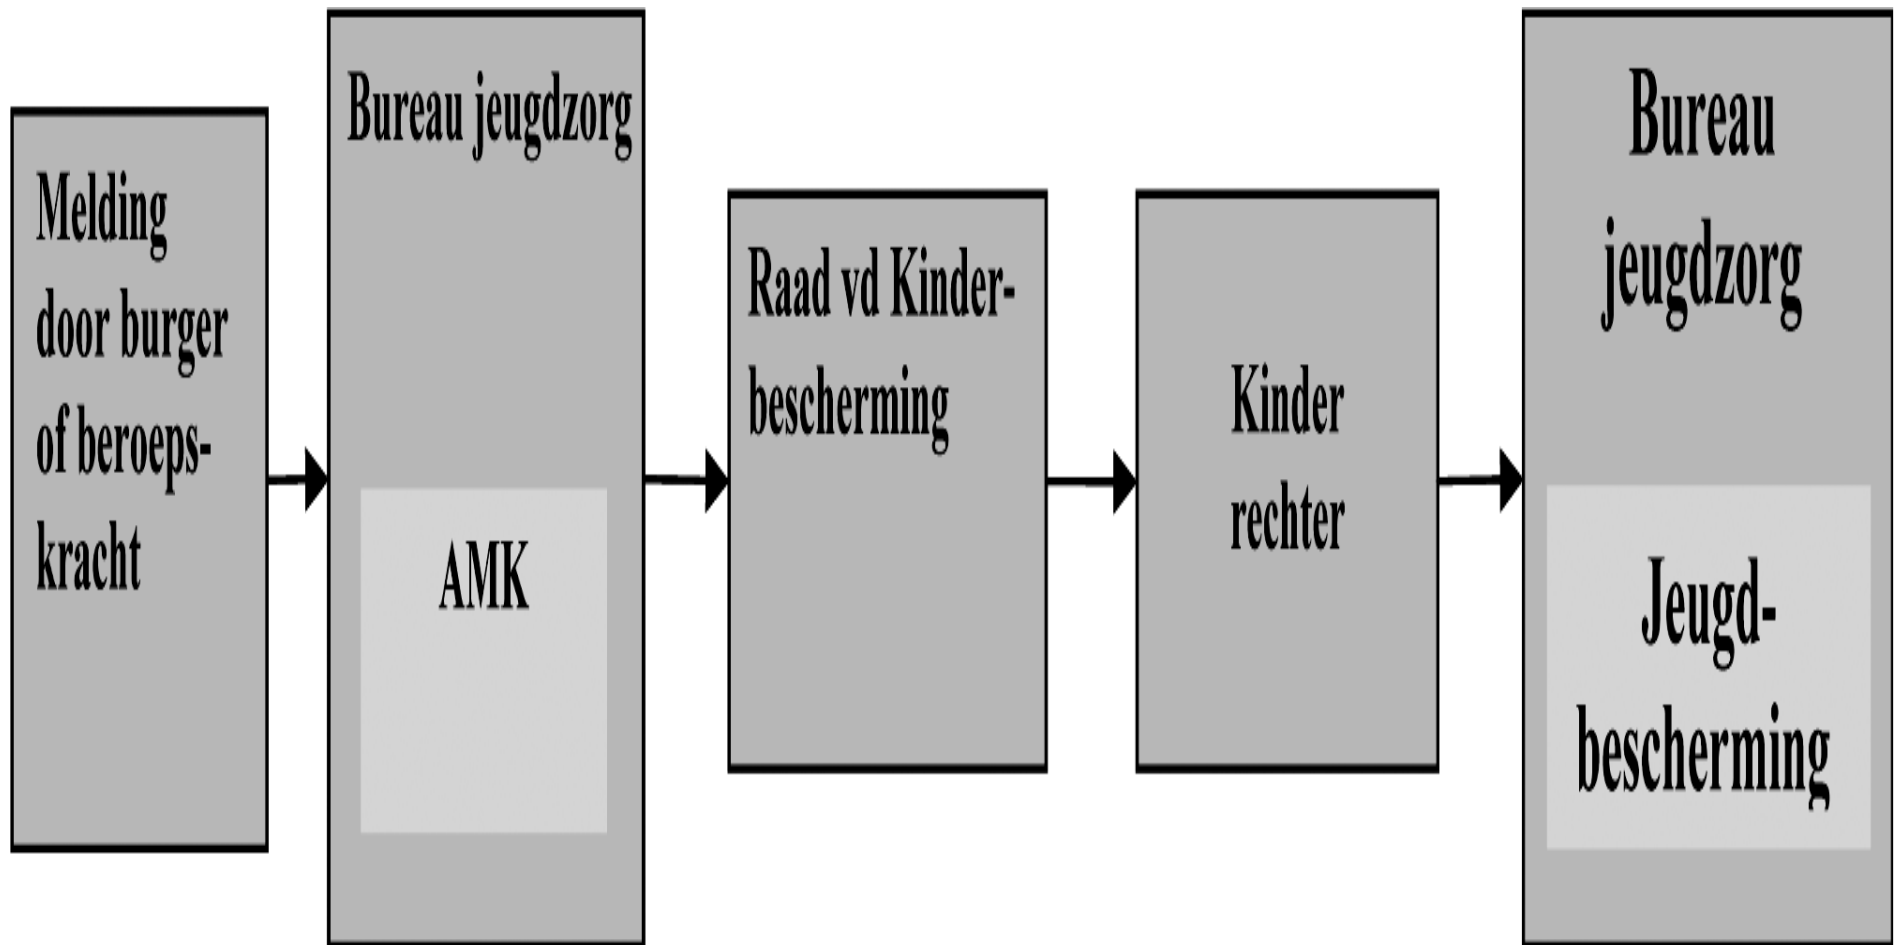 Melding
door burger
of beroeps-
kracht
Bureau jeugdzorg
AMK
Raad vd Kinder-
bescherming
Kinder
rechter
Bureau
jeugdzorg
Jeugd-
bescherming